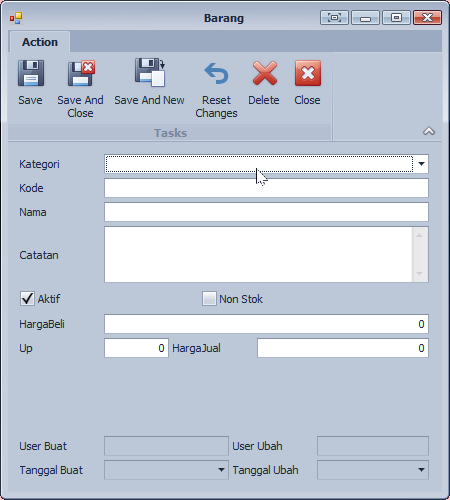 Barang
Action
Save
Save And Close
Save And New
Reset Changes
Delete
Close
Tasks
Kategori
Kode
Nama
Catatan
Aktif Non Stok
HargaBeli 0
Up 0 HargaJual 0
User Buat User Ubah
Tanggal Buat Tanggal Ubah